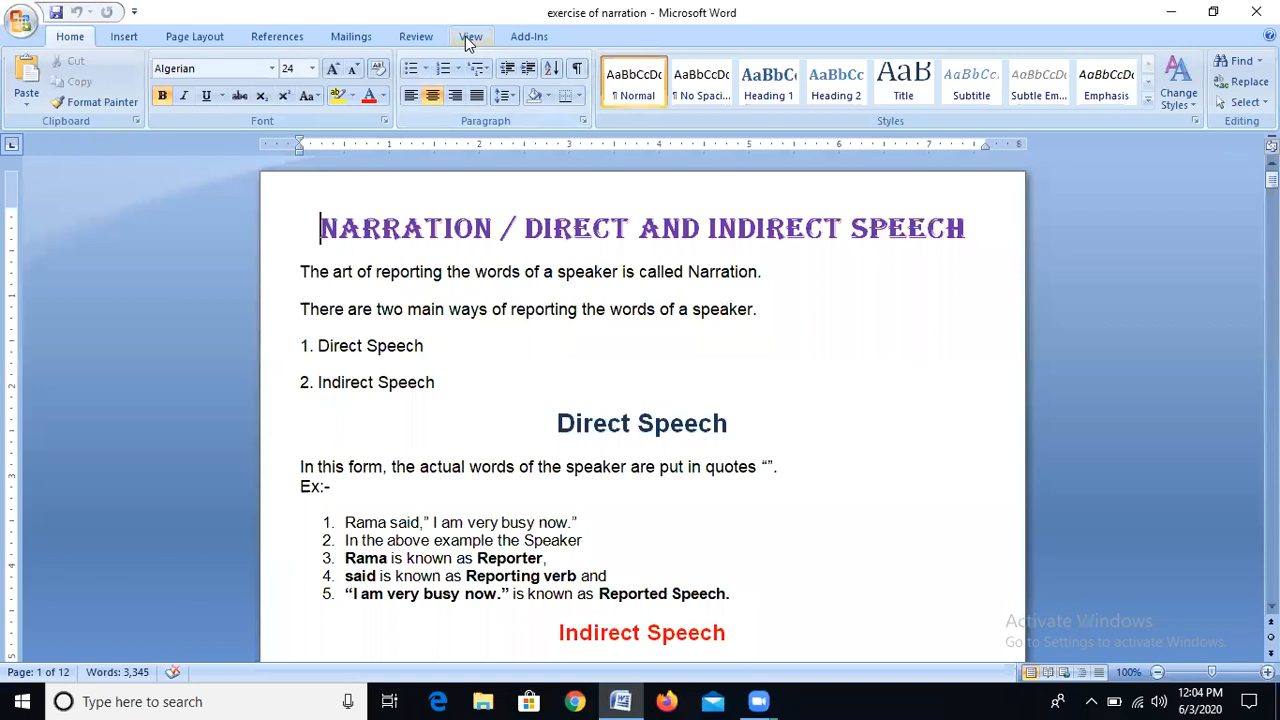 exercise of narration - Microsoft Word
Home Insert Page Layout References Mailings Review View Add-Ins
Paste Cut Copy Format Painter
Clipboard
Algerian 24
Font
Paragraph
AaBbCcDc AaBbCcDc AaBbC AaBbCc AaB AaBbCc. AaBbCcDc AaBbCcDc
¶ Normal ¶ No Spaci... Heading 1 Heading 2 Title Subtitle Subtle Em... Emphasis
Change Styles
Styles
Find
Replace
Select
Editing
NARRATION / DIRECT AND INDIRECT SPEECH
The art of reporting the words of a speaker is called Narration.
There are two main ways of reporting the words of a speaker.
1. Direct Speech
2. Indirect Speech
Direct Speech
In this form, the actual words of the speaker are put in quotes “”.
Ex:-
1. Rama said,” I am very busy now.”
2. In the above example the Speaker
3. Rama is known as Reporter,
4. said is known as Reporting verb and
5. “I am very busy now.” is known as Reported Speech.
Indirect Speech
Activate Windows
Go to Settings to activate Windows.
Page: 1 of 12 Words: 3,345 100%
Type here to search
12:04 PM
6/3/2020